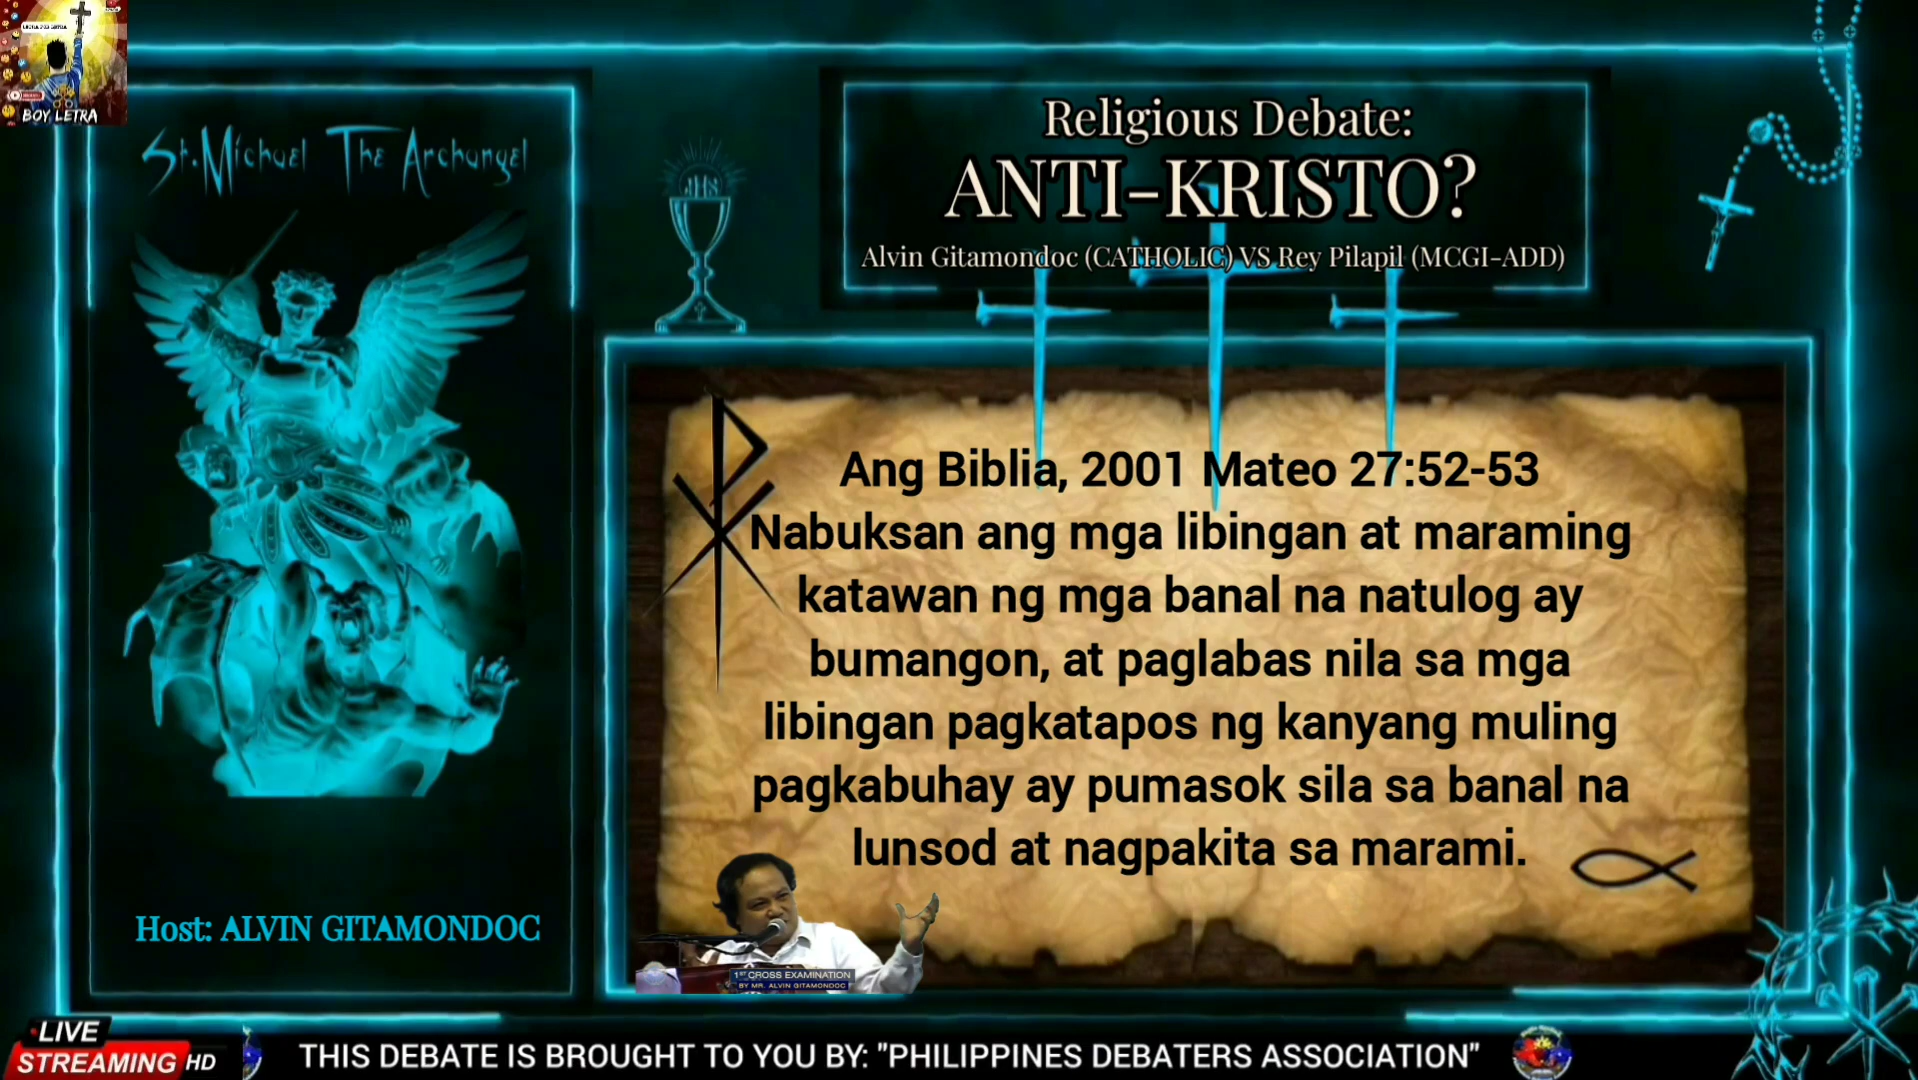 BOY LETRA
St.Michael The Archangel
JHS
Religious Debate:
ANTI-KRISTO?
Alvin Gitamondoc (CATHOLIC) VS Rey Pilapil (MCGI-ADD)
Ang Biblia, 2001 Mateo 27:52-53
Nabuksan ang mga libingan at maraming
katawan ng mga banal na natulog ay
bumangon, at paglabas nila sa mga
libingan pagkatapos ng kanyang muling
pagkabuhay ay pumasok sila sa banal na
lunsod at nagpakita sa marami.
Host: ALVIN GITAMONDOC
1ST CROSS EXAMINATION
BY MR. ALVIN GITAMONDOC
LIVE
STREAMING HD
THIS DEBATE IS BROUGHT TO YOU BY: "PHILIPPINES DEBATERS ASSOCIATION"